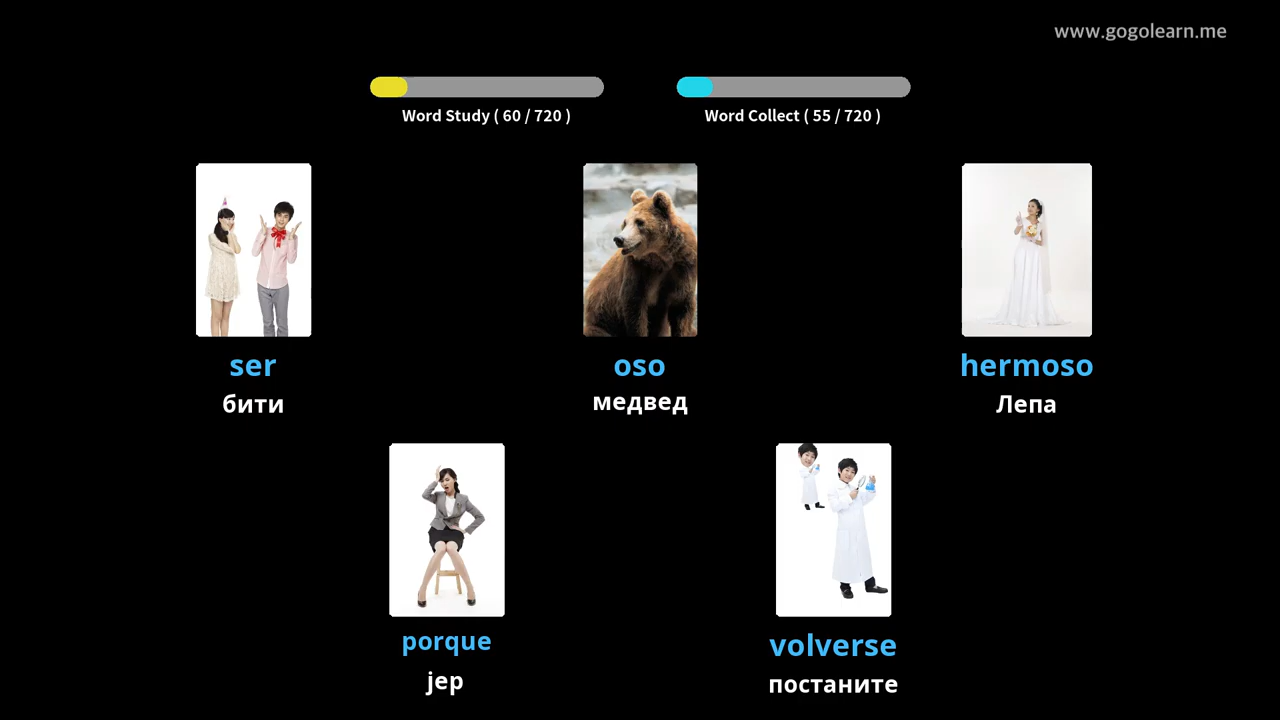 www.gogolearn.me
Word Study ( 60 / 720 )
Word Collect ( 55 / 720 )
ser
бити
oso
медвед
hermoso
Лепа
porque
јер
volverse
постаните